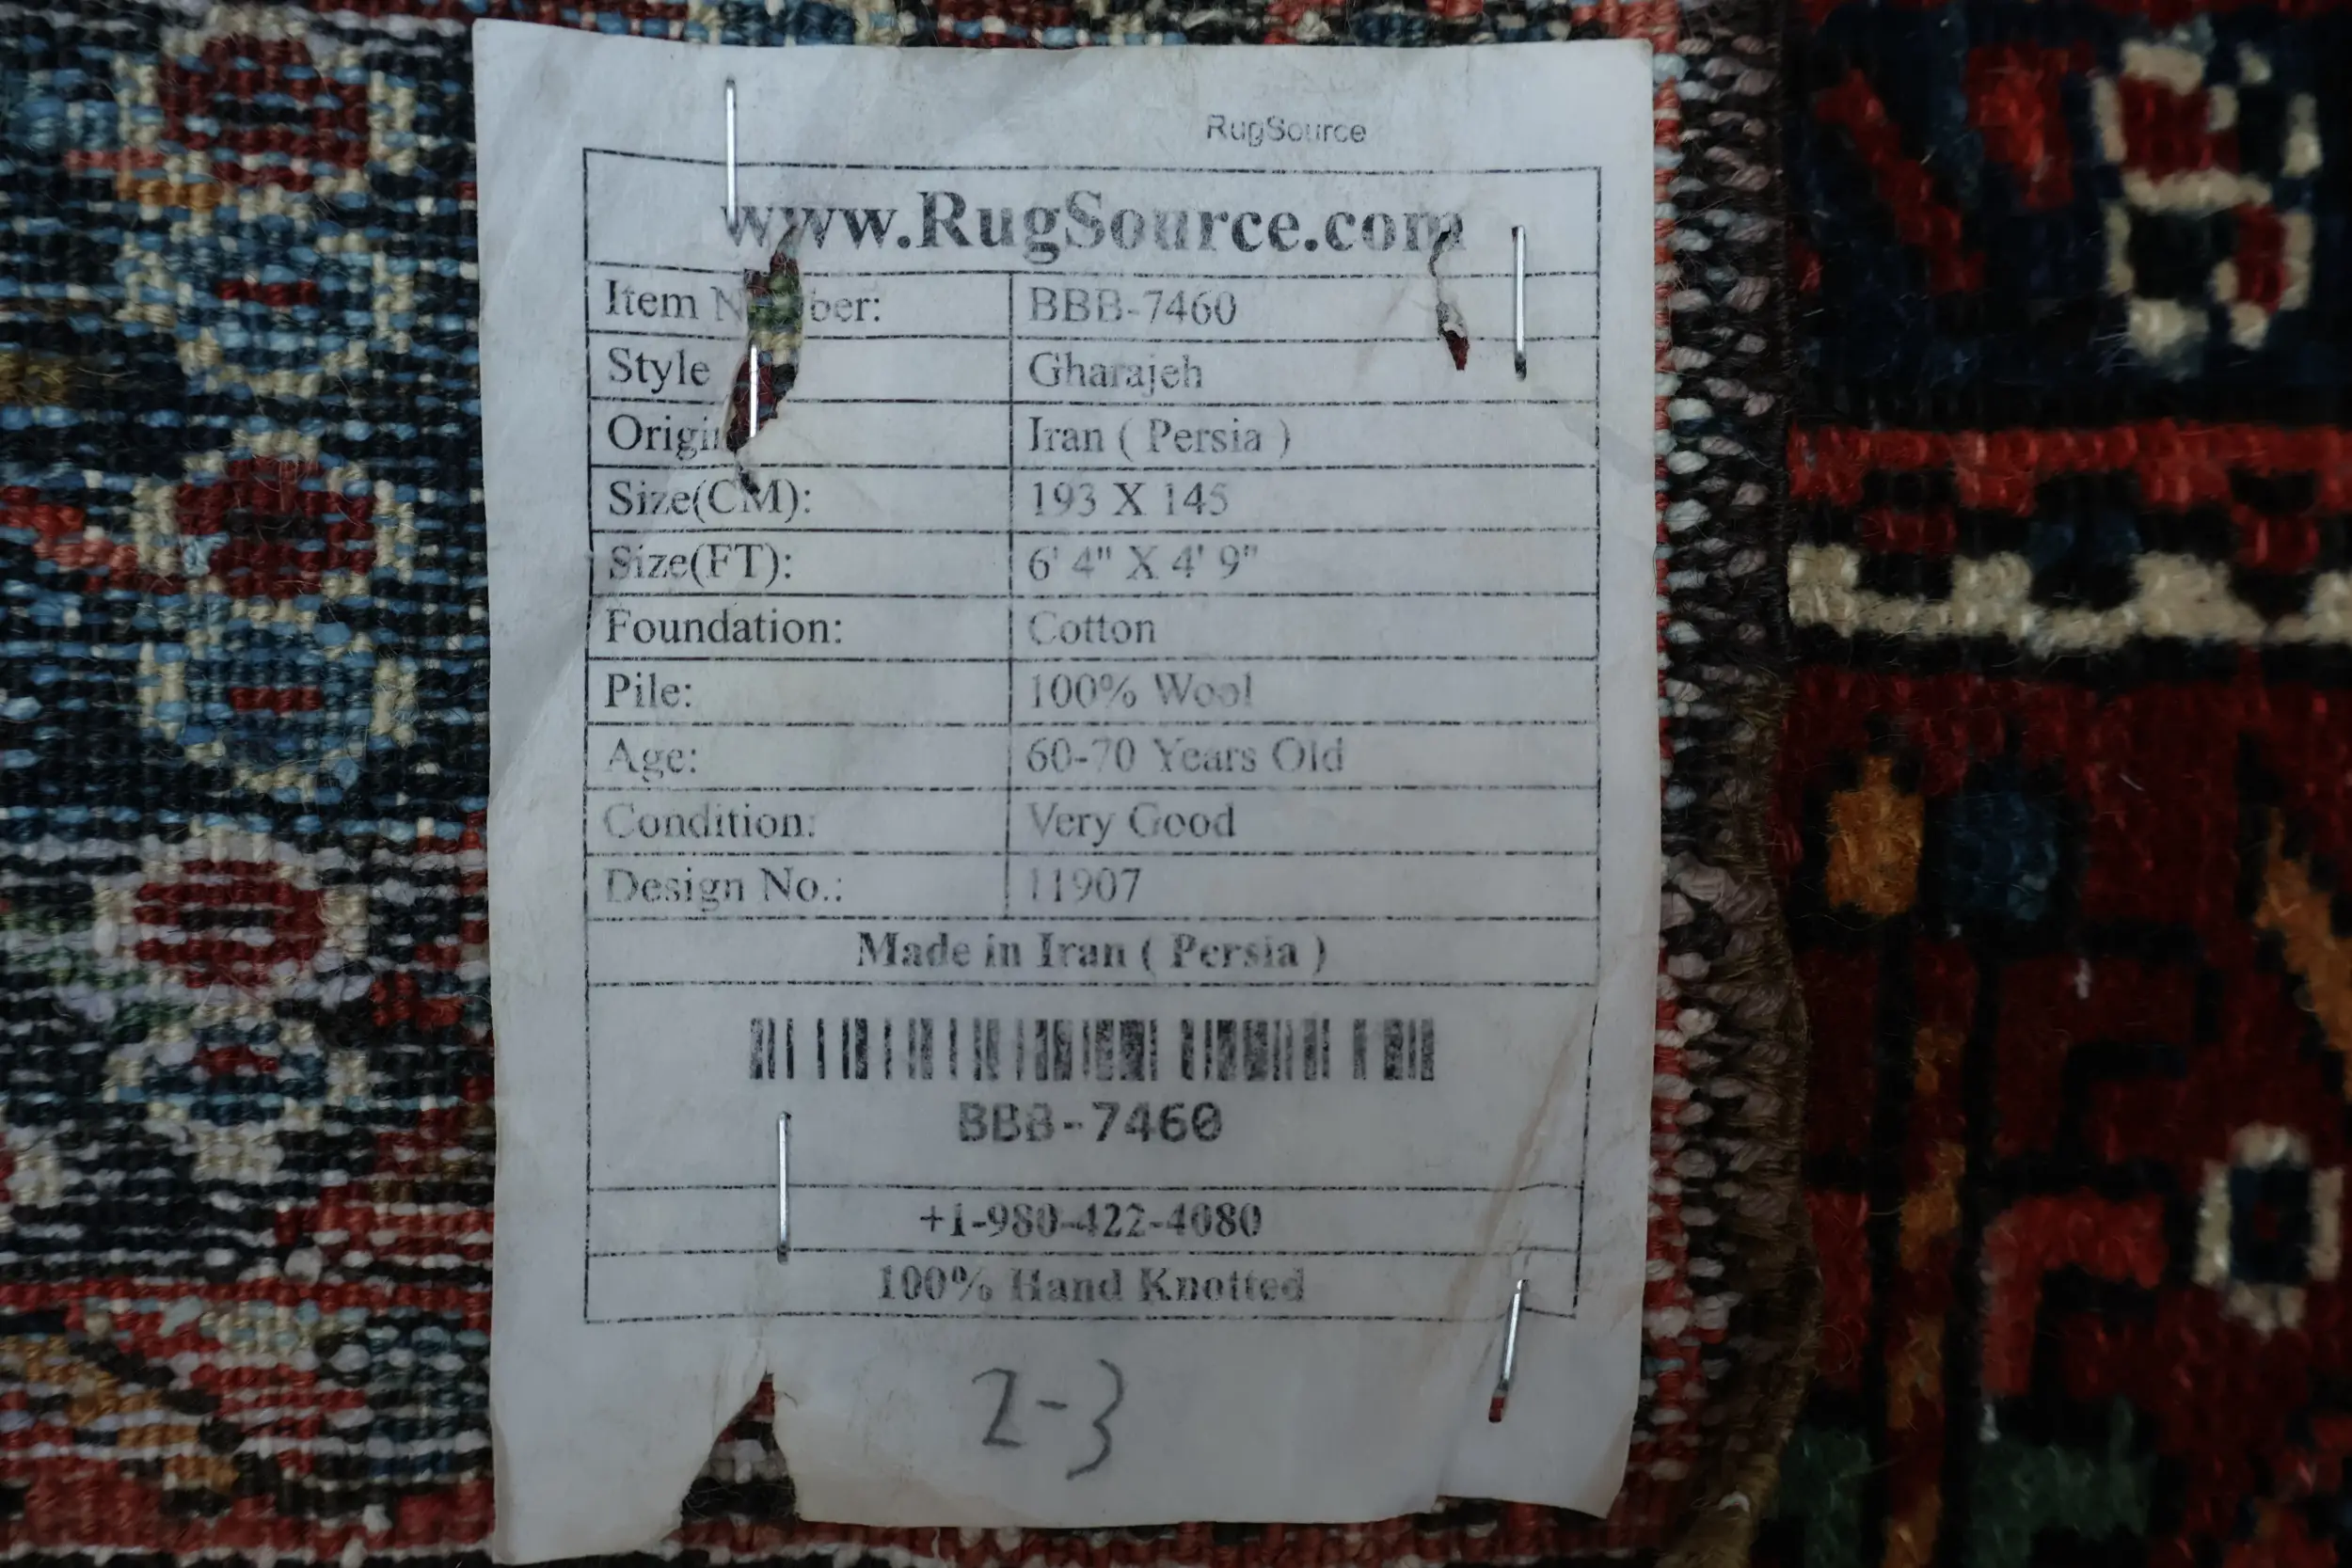 RugSource
www.RugSource.com
Item N ber: BBB-7460
Style Gharajeh
Origi Iran ( Persia )
Size(CM): 193 X 145
Size(FT): 6' 4" X 4' 9"
Foundation: Cotton
Pile: 100% Wool
Age: 60-70 Years Old
Condition: Very Good
Design No.: 11907
Made in Iran ( Persia )
BBB-7460
+1-980-422-4080
100% Hand Knotted
2-3